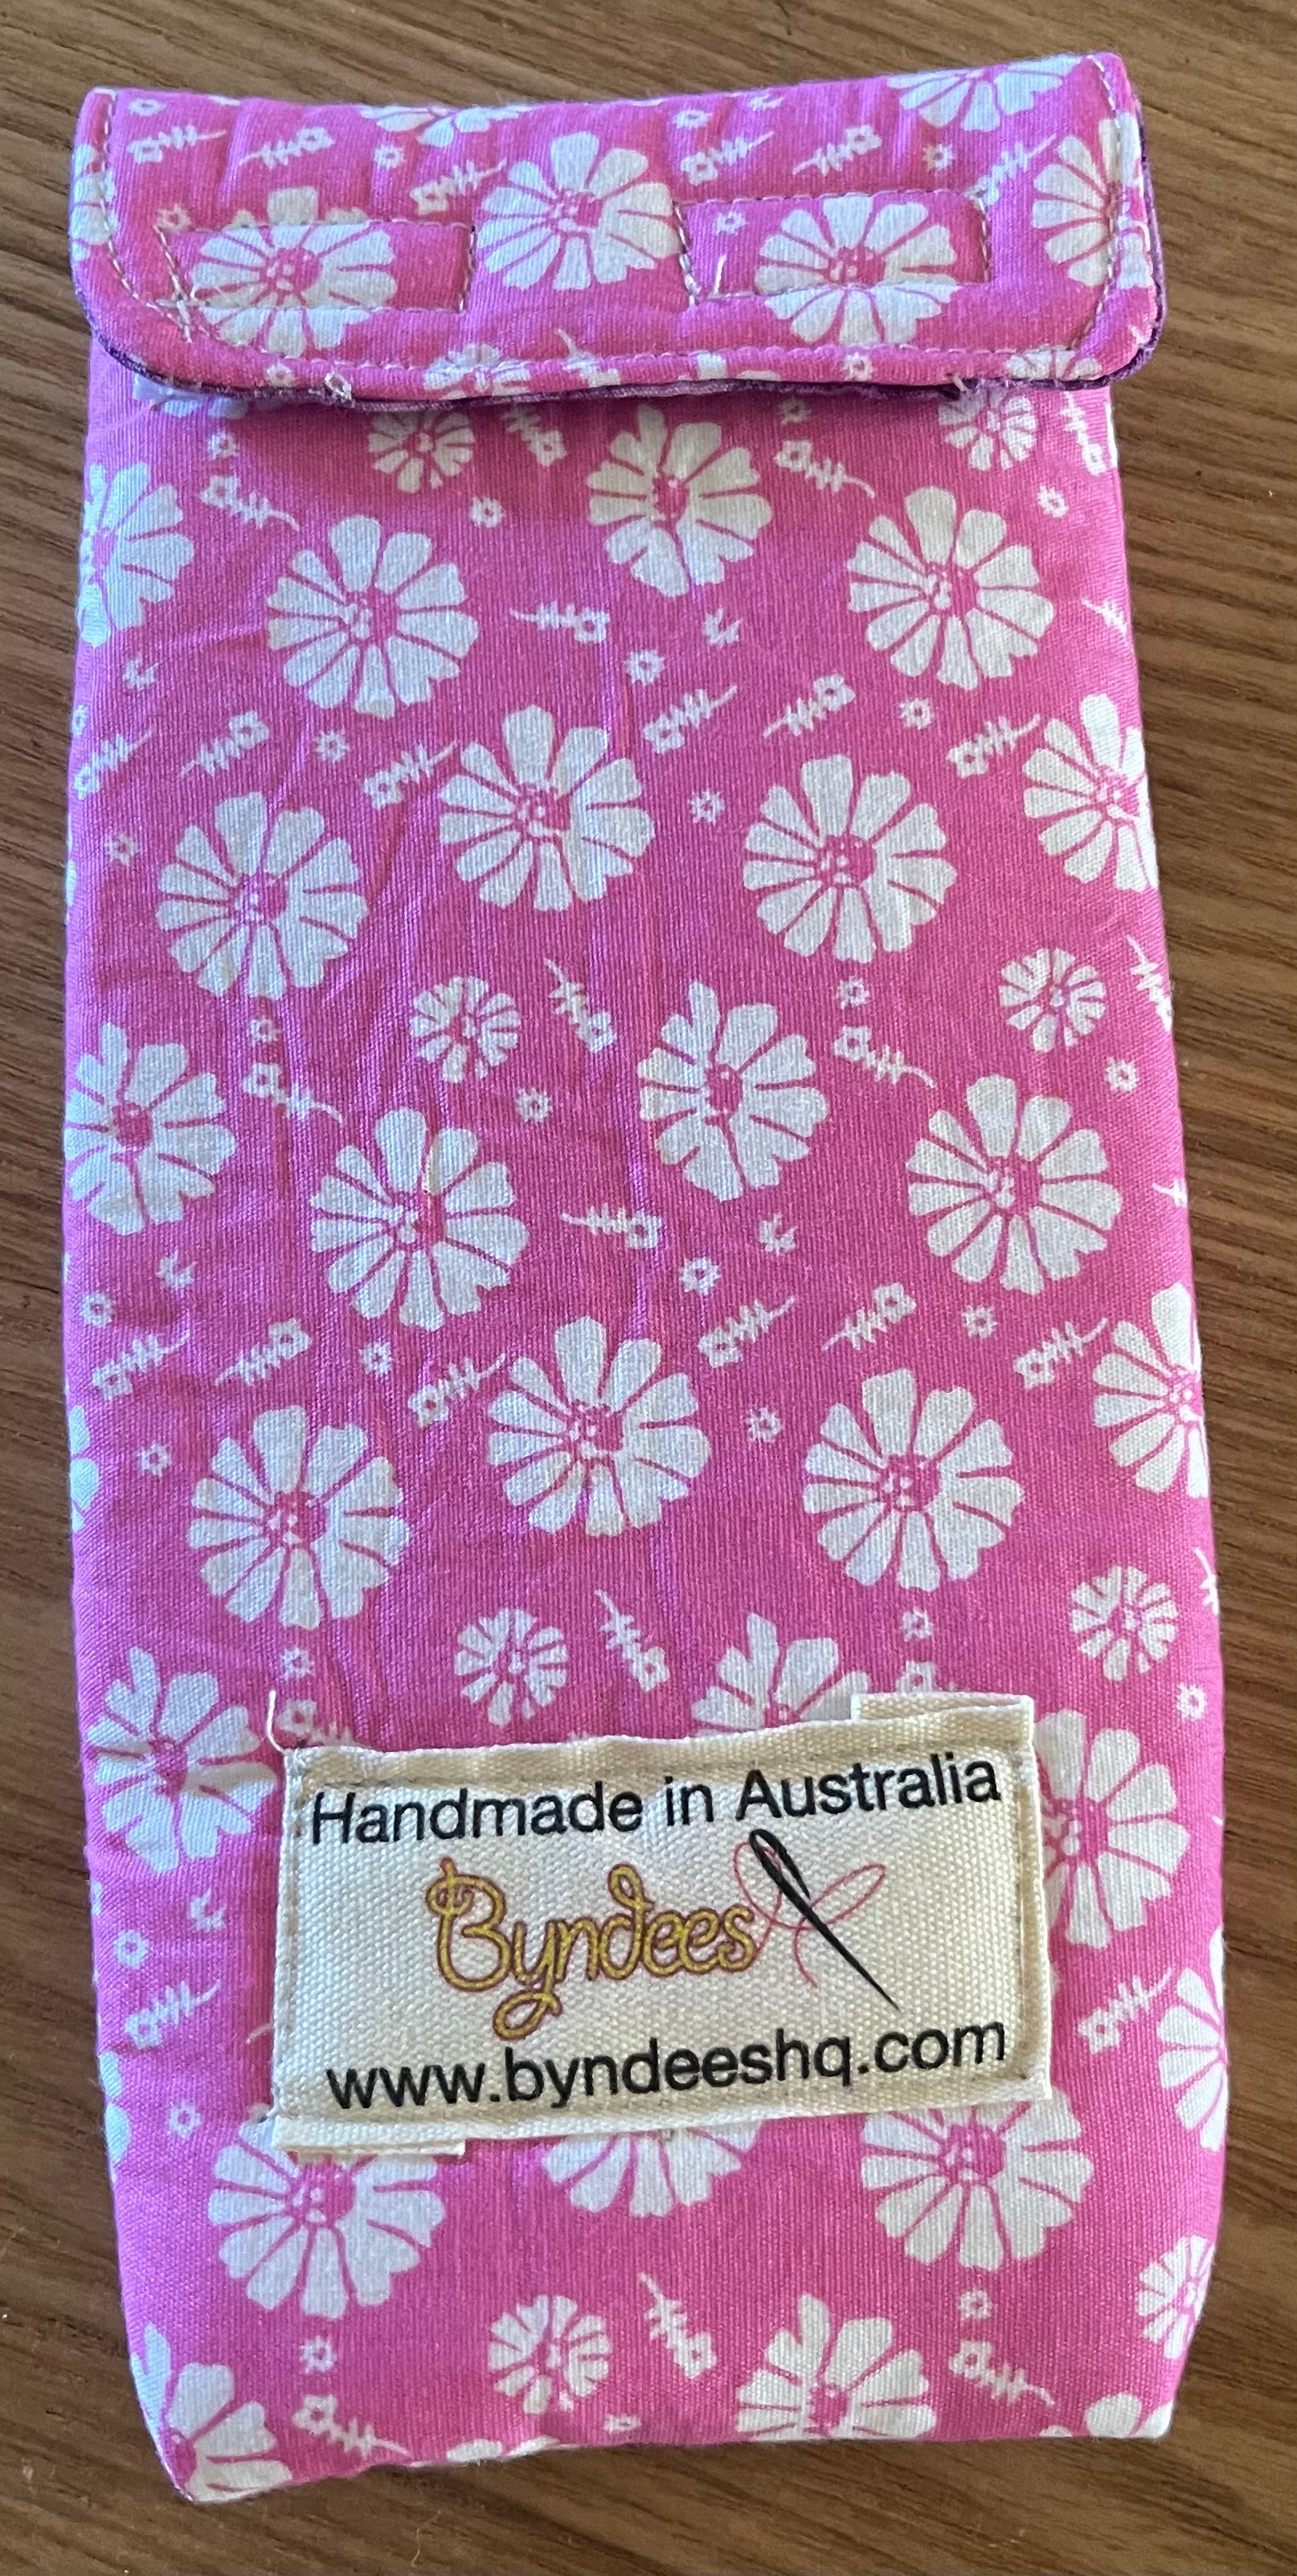 Handmade in Australia
Byndees
www.byndeeshq.com